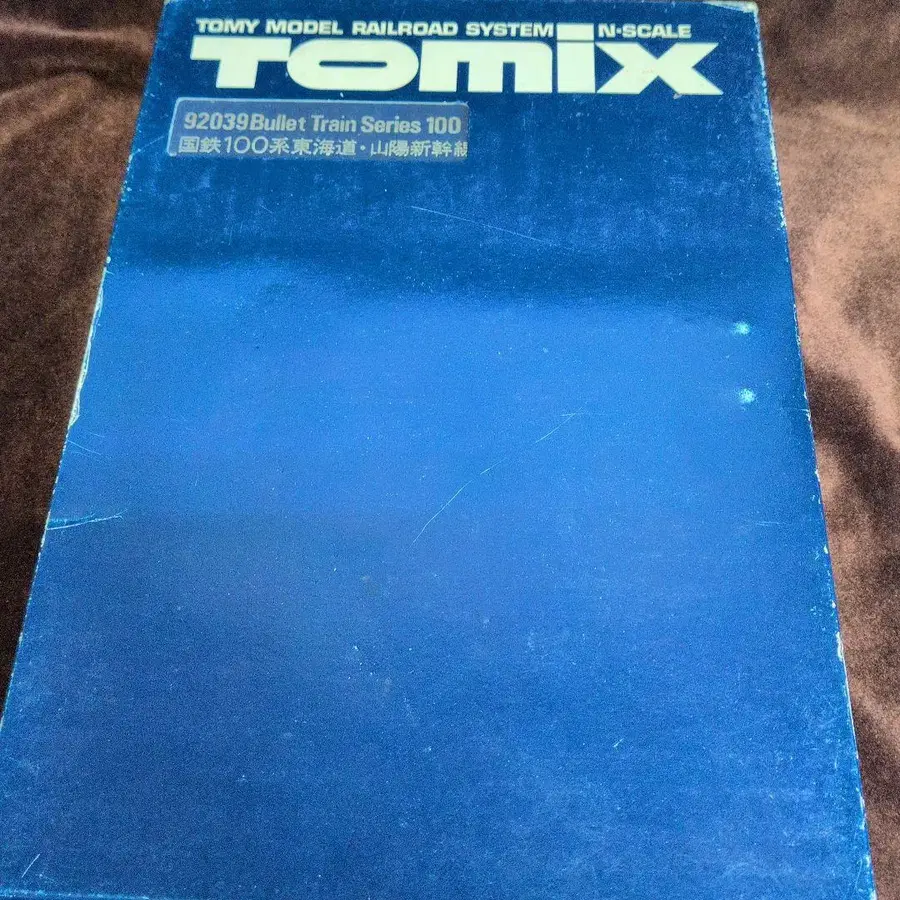 TOMY MODEL RAILROAD SYSTEM N•SCALE
TOMIX
92039 Bullet Train Series 100
国鉄100系東海道・山陽新幹線